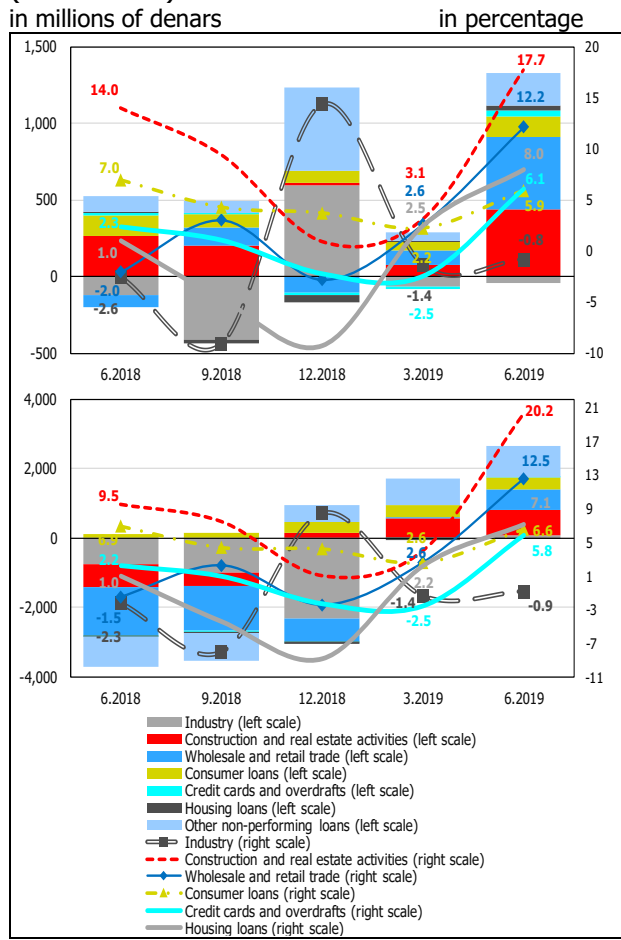 in millions of denars in percentage
1,500 20
17.7
14.0 15
1,000 12.2
10
7.0 3.1 8.0
2.6 6.1
500 2.5 5
2.3 5.9
1.0 2.2 -0.8
0 0
-2.0 -1.4
-2.6 -2.5 -5
-500 -10
6.2018 9.2018 12.2018 3.2019 6.2019
4,000 21
20.2
17
2,000 12.5 13
9.5 9
7.1
6.9 2.6 6.6
0 5
2.2 2.6 5.8
1.0 2.2 1
-1.5 -1.4 -0.9
-2,000 -3
-2.3 -2.5
-7
-4,000 -11
6.2018 9.2018 12.2018 3.2019 6.2019
Industry (left scale)
Construction and real estate activities (left scale)
Wholesale and retail trade (left scale)
Consumer loans (left scale)
Credit cards and overdrafts (left scale)
Housing loans (left scale)
Other non-performing loans (left scale)
Industry (right scale)
Construction and real estate activities (right scale)
Wholesale and retail trade (right scale)
Consumer loans (right scale)
Credit cards and overdrafts (right scale)
Housing loans (right scale)